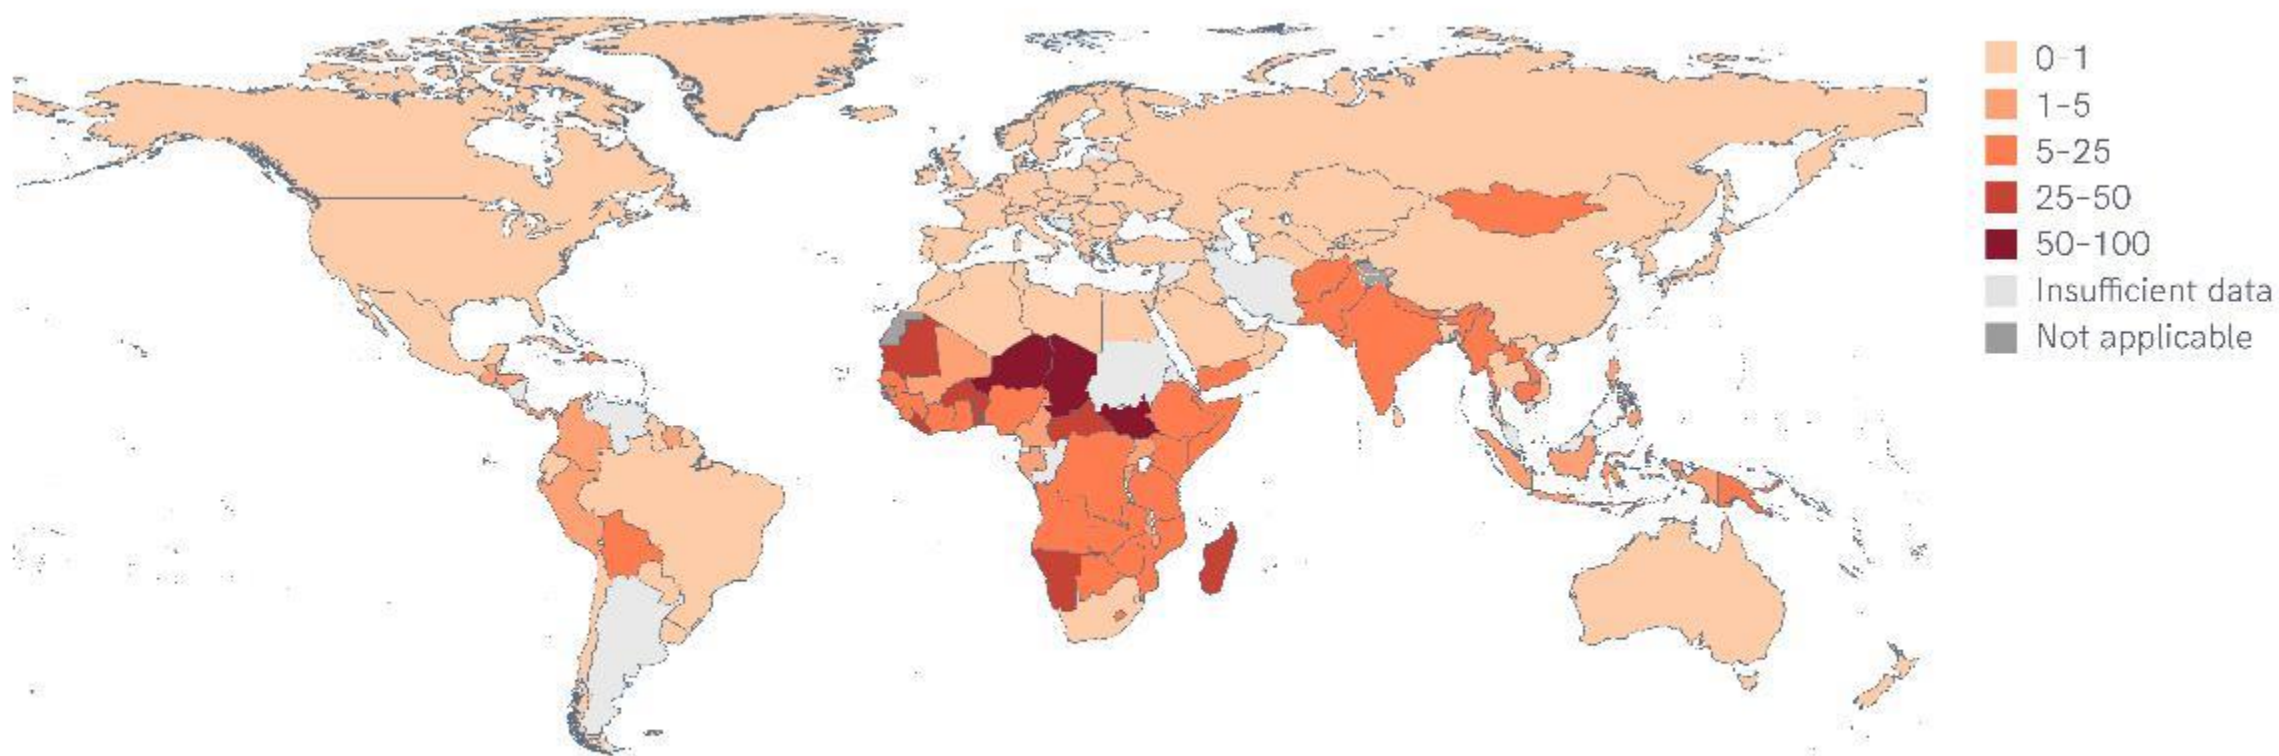 0-1
1-5
5-25
25-50
50-100
Insufficient data
Not applicable